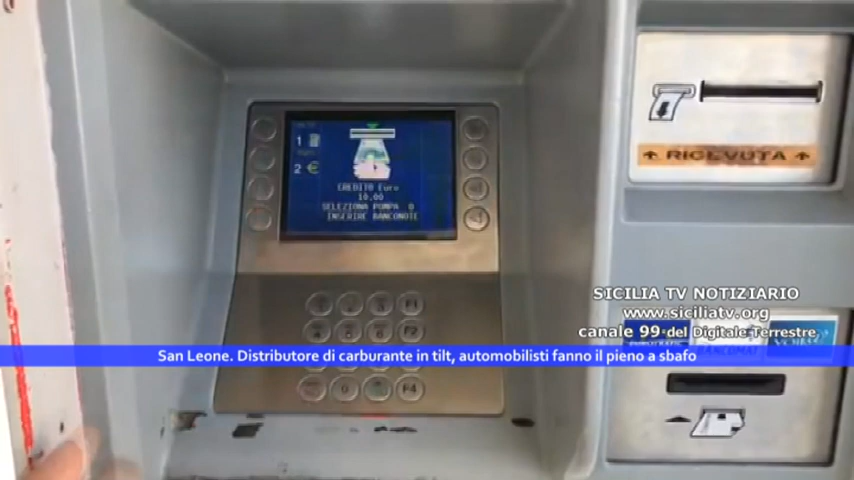 1
2 €
CREDITO Euro
10.00
SELEZIONA POMPA 0
INSERIRE BANCONOTE
RICEVUTA
F1
F2
0
F4
SICILIA TV NOTIZIARIO
www.siciliatv.org
canale 99 del Digitale Terrestre
BANCOMAT
San Leone. Distributore di carburante in tilt, automobilisti fanno il pieno a sbafo